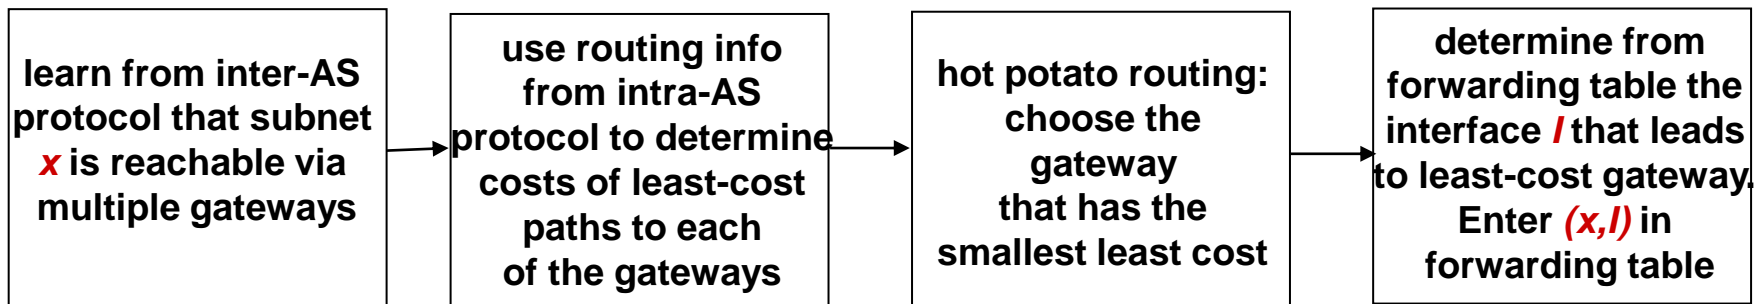 learn from inter-AS
protocol that subnet
x is reachable via
multiple gateways
use routing info
from intra-AS
protocol to determine
costs of least-cost
paths to each
of the gateways
hot potato routing:
choose the
gateway
that has the
smallest least cost
determine from
forwarding table the
interface I that leads
to least-cost gateway.
Enter (x,I) in
forwarding table